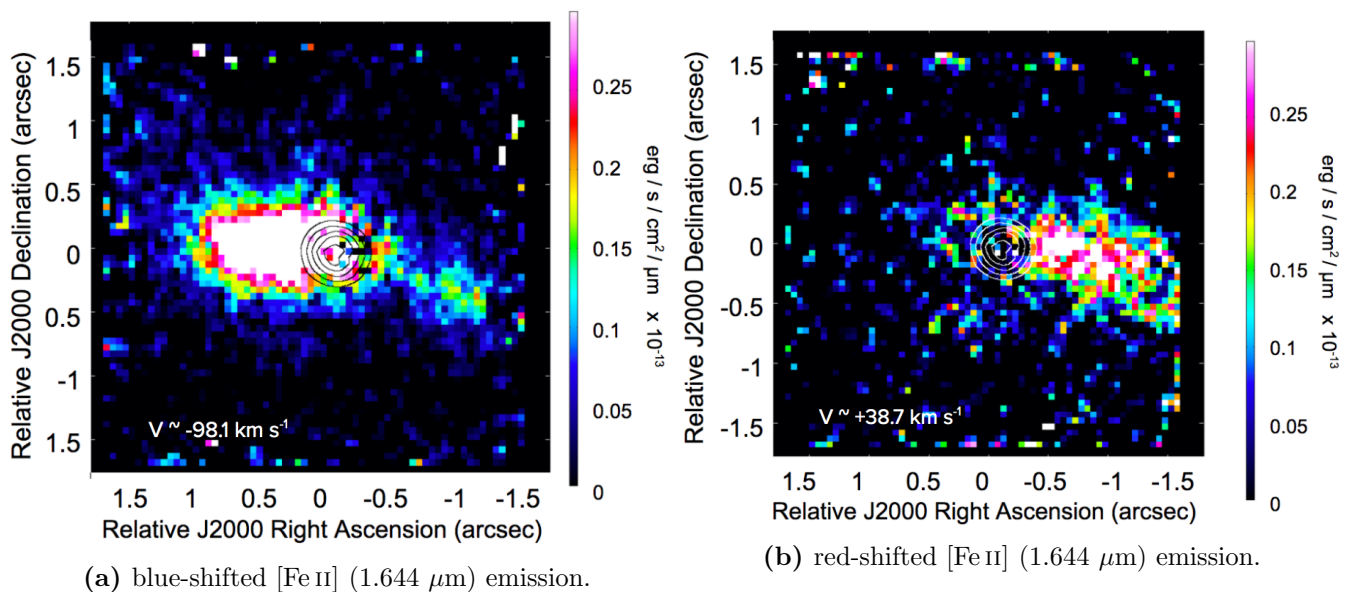 Relative J2000 Declination (arcsec)
1.5
1
0.5
0
0.5
-1
1.5
V ~ -98.1 km s-1
1.5 1 0.5 0 -0.5 -1 -1.5
Relative J2000 Right Ascension (arcsec)
0.25
0.2
0.15
0.1
0.05
0
erg / s / cm² / μm x 10-13
(a) blue-shifted [Fe II] (1.644 μm) emission.
Relative J2000 Declination (arcsec)
1.5
1
0.5
0
-0.5
-1
-1.5
V ~ +38.7 km s-1
1.5 1 0.5 0 -0.5 -1 -1.5
Relative J2000 Right Ascension (arcsec)
0.25
0.2
0.15
0.1
0.05
0
erg / s / cm² / μm x 10-13
(b) red-shifted [Fe II] (1.644 μm) emission.